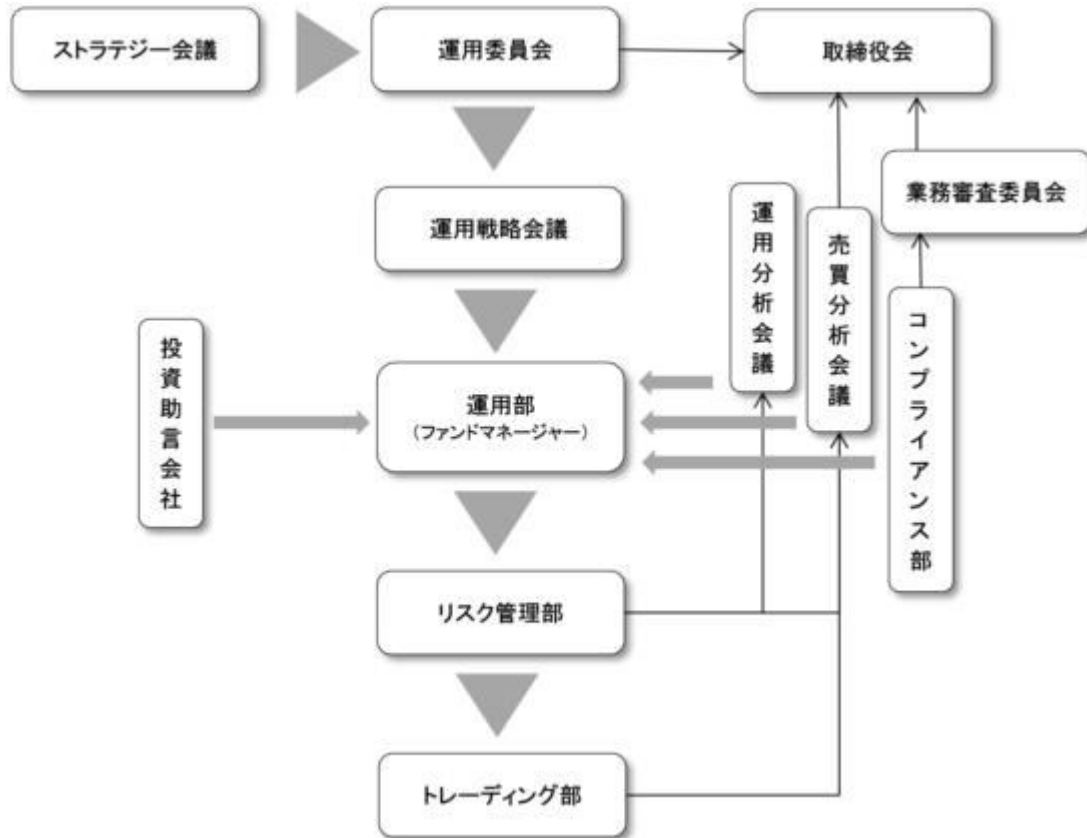 ストラテジー会議
運用委員会
取締役会
業務審査委員会
運用戦略会議
運用分析会議
売買分析会議
コンプライアンス部
投資助言会社
運用部
(ファンドマネージャー)
リスク管理部
トレーディング部